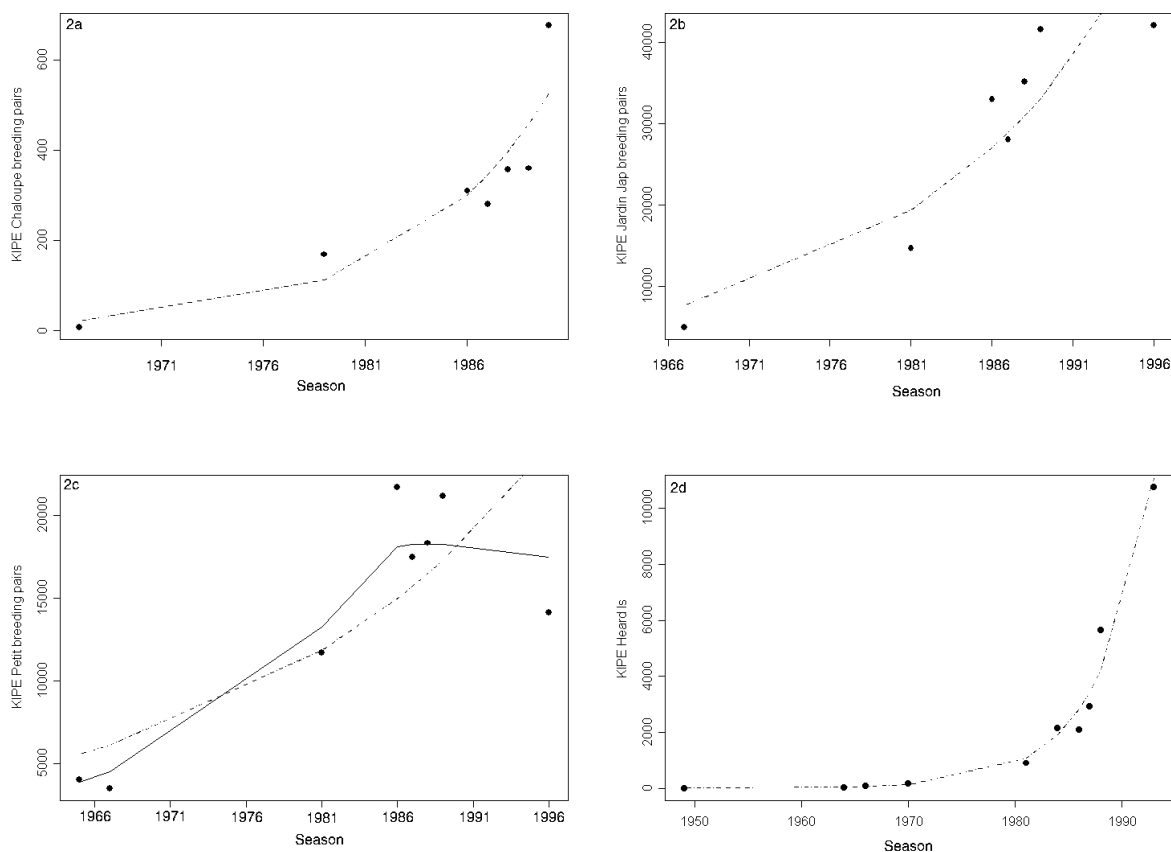 2a
KIPE Chaloupe breeding pairs
600
400
200
0
1971 1976 1981 1986
Season
2b
KIPE Jardin Jap breeding pairs
40000
30000
20000
10000
1966 1971 1976 1981 1986 1991 1996
Season
2c
KIPE Petit breeding pairs
20000
15000
10000
5000
1966 1971 1976 1981 1986 1991 1996
Season
2d
KIPE Heard Is
10000
8000
6000
4000
2000
0
1950 1960 1970 1980 1990
Season